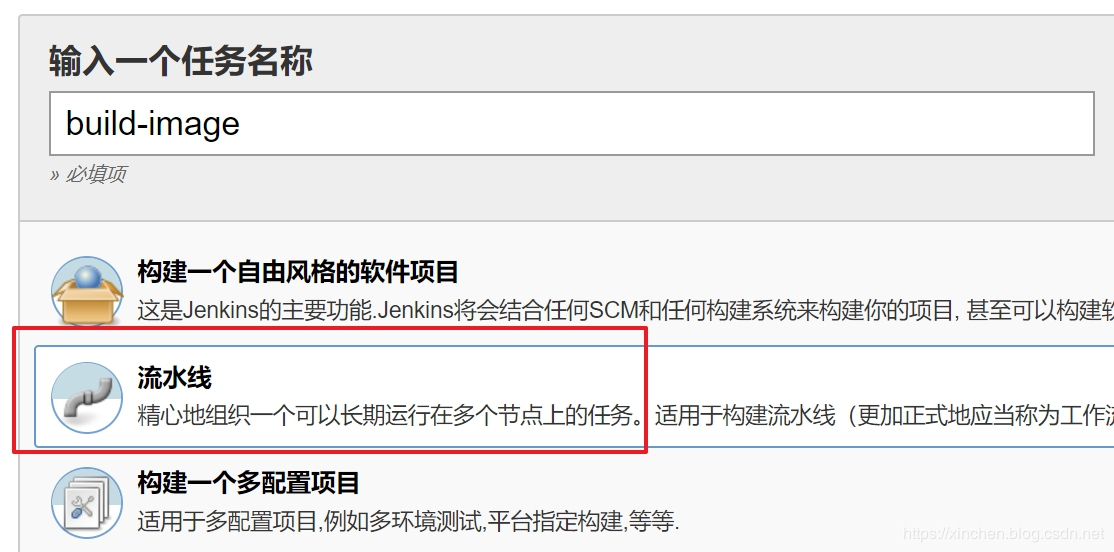 输入一个任务名称
build-image
» 必填项
构建一个自由风格的软件项目
这是Jenkins的主要功能.Jenkins将会结合任何SCM和任何构建系统来构建你的项目, 甚至可以构建软
流水线
精心地组织一个可以长期运行在多个节点上的任务。适用于构建流水线（更加正式地应当称为工作流
构建一个多配置项目
适用于多配置项目,例如多环境测试,平台指定构建,等等.
https://xinchen.blog.csdn.net